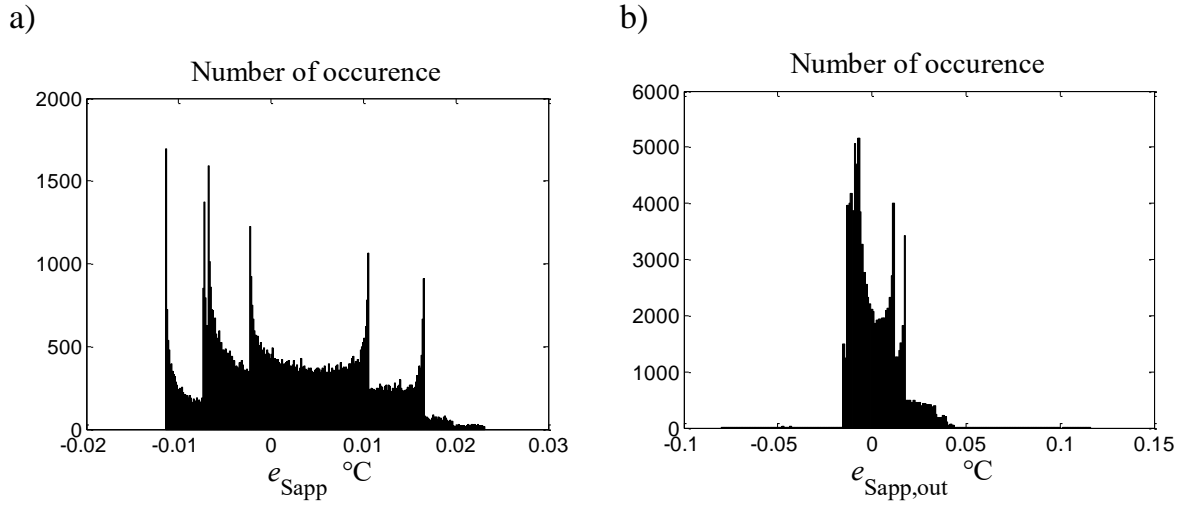 a)
Number of occurence
2000
1500
1000
500
0
-0.02 -0.01 0 0.01 0.02 0.03
eSapp °C
b)
Number of occurence
6000
5000
4000
3000
2000
1000
0
-0.1 -0.05 0 0.05 0.1 0.15
eSapp,out °C